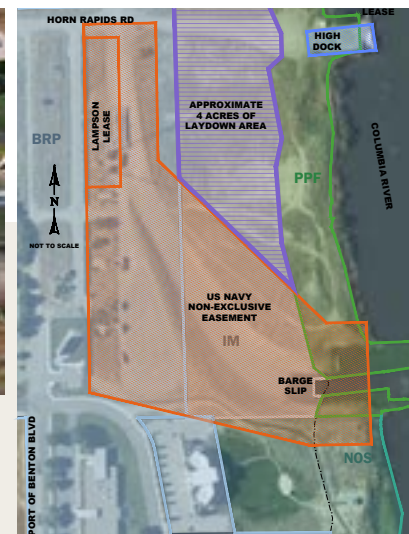 LEASE
HORN RAPIDS RD
HIGH
DOCK
LAMPSON
LEASE
APPROXIMATE
4 ACRES OF
LAYDOWN AREA
BRP
COLUMBIA RIVER
PPF
N
NOT TO SCALE
US NAVY
NON-EXCLUSIVE
EASEMENT
IM
BARGE
SLIP
PORT OF BENTON BLVD
NOS